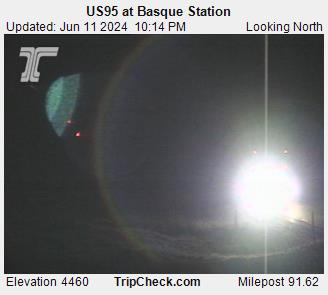 US95 at Basque Station
Updated: Jun 11 2024 10:14 PM
Looking North
Elevation 4460
TripCheck.com
Milepost 91.62